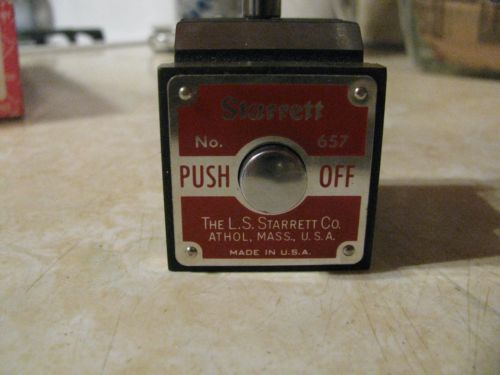 Starrett
No. 657
PUSH OFF
THE L.S. STARRETT CO.
ATHOL, MASS., U.S.A.
MADE IN U.S.A.